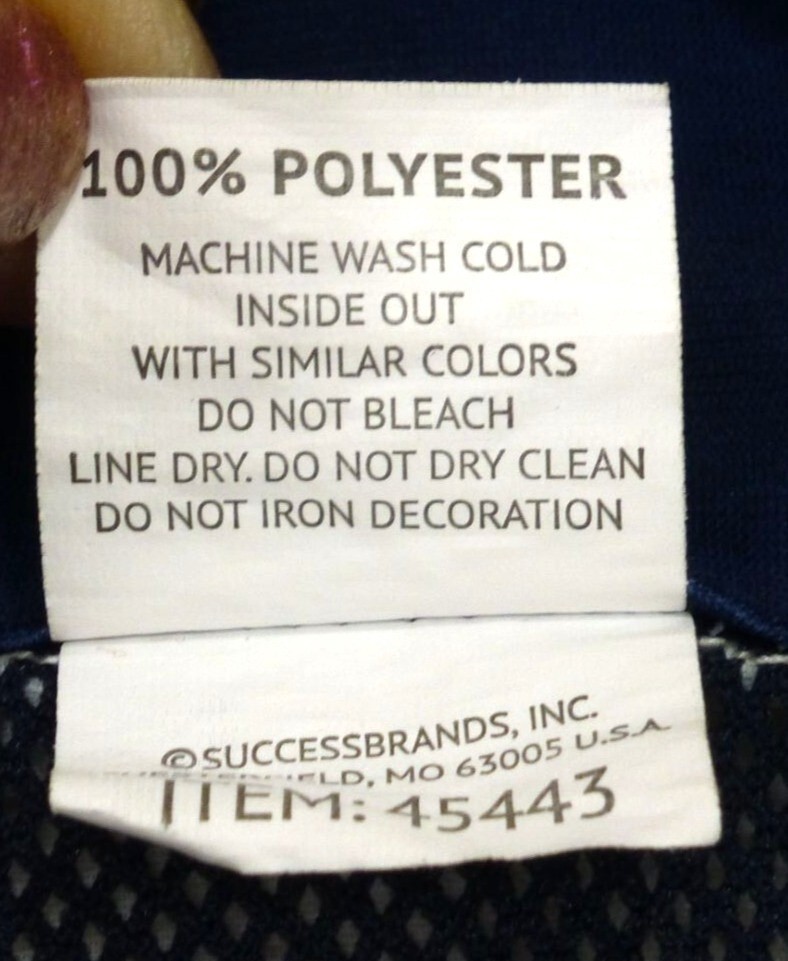 100% POLYESTER
MACHINE WASH COLD
INSIDE OUT
WITH SIMILAR COLORS
DO NOT BLEACH
LINE DRY. DO NOT DRY CLEAN
DO NOT IRON DECORATION
©SUCCESSBRANDS, INC.
MO 63005 U.S.A.
ITEM: 45443